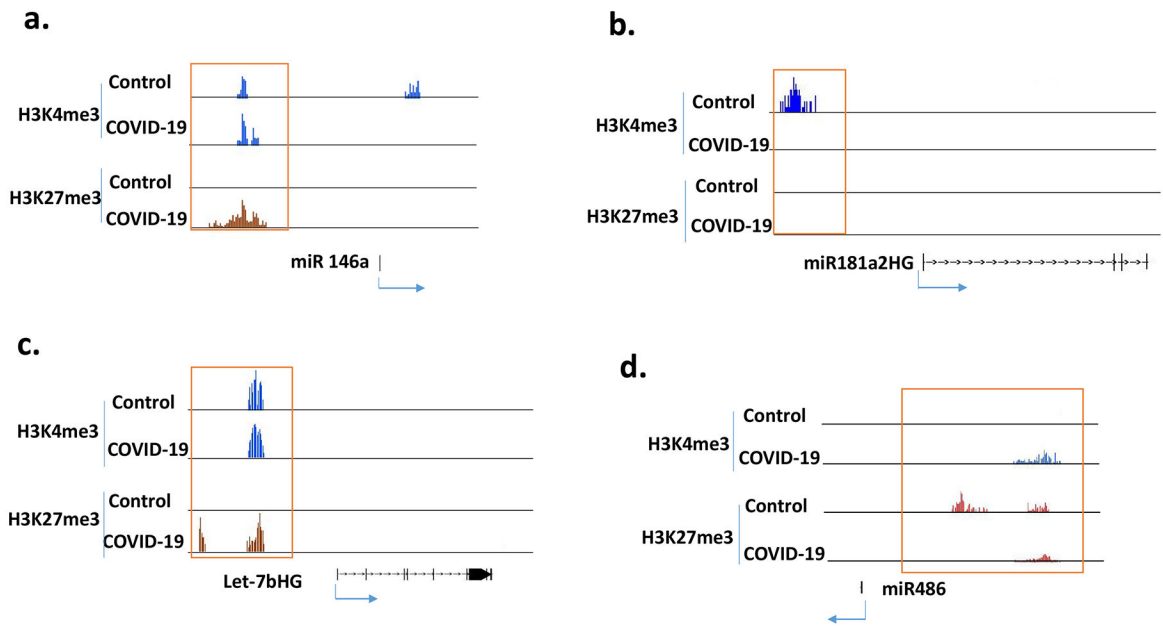 a.
Control
H3K4me3
COVID-19
Control
H3K27me3
COVID-19
miR 146a
b.
Control
H3K4me3
COVID-19
Control
H3K27me3
COVID-19
miR181a2HG
c.
Control
H3K4me3
COVID-19
Control
H3K27me3
COVID-19
Let-7bHG
d.
Control
H3K4me3
COVID-19
Control
H3K27me3
COVID-19
miR486